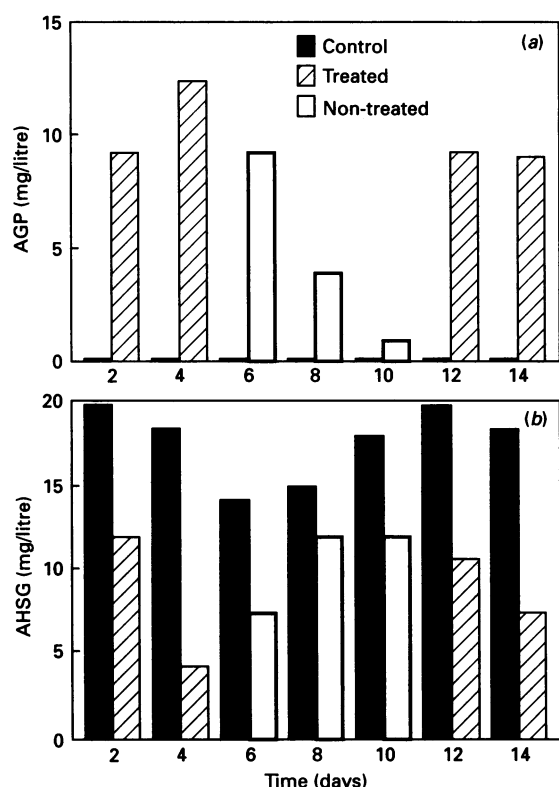 15
(a)
Control
Treated
Non-treated
10
AGP (mg/litre)
5
0
2 4 6 8 10 12 14
20
(b)
15
10
AHSG (mg/litre)
5
0
2 4 6 8 10 12 14
Time (days)